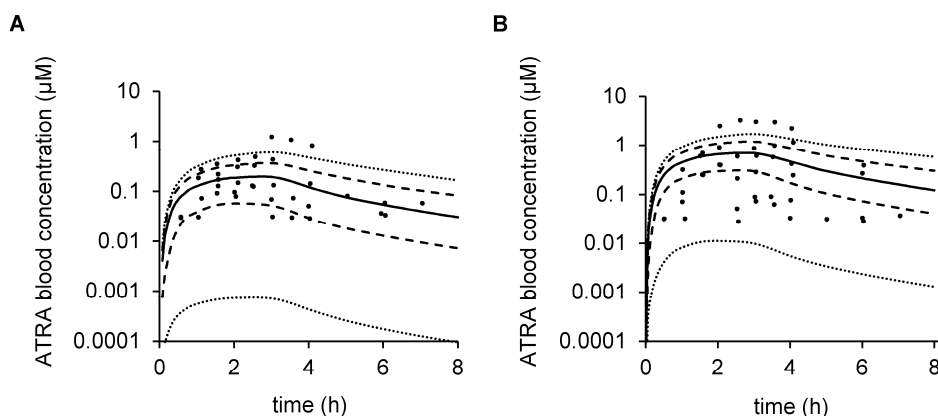 A
ATRA blood concentration (µM)
10
1
0.1
0.01
0.001
0.0001
0 2 4 6 8
time (h)
B
ATRA blood concentration (µM)
10
1
0.1
0.01
0.001
0.0001
0 2 4 6 8
time (h)